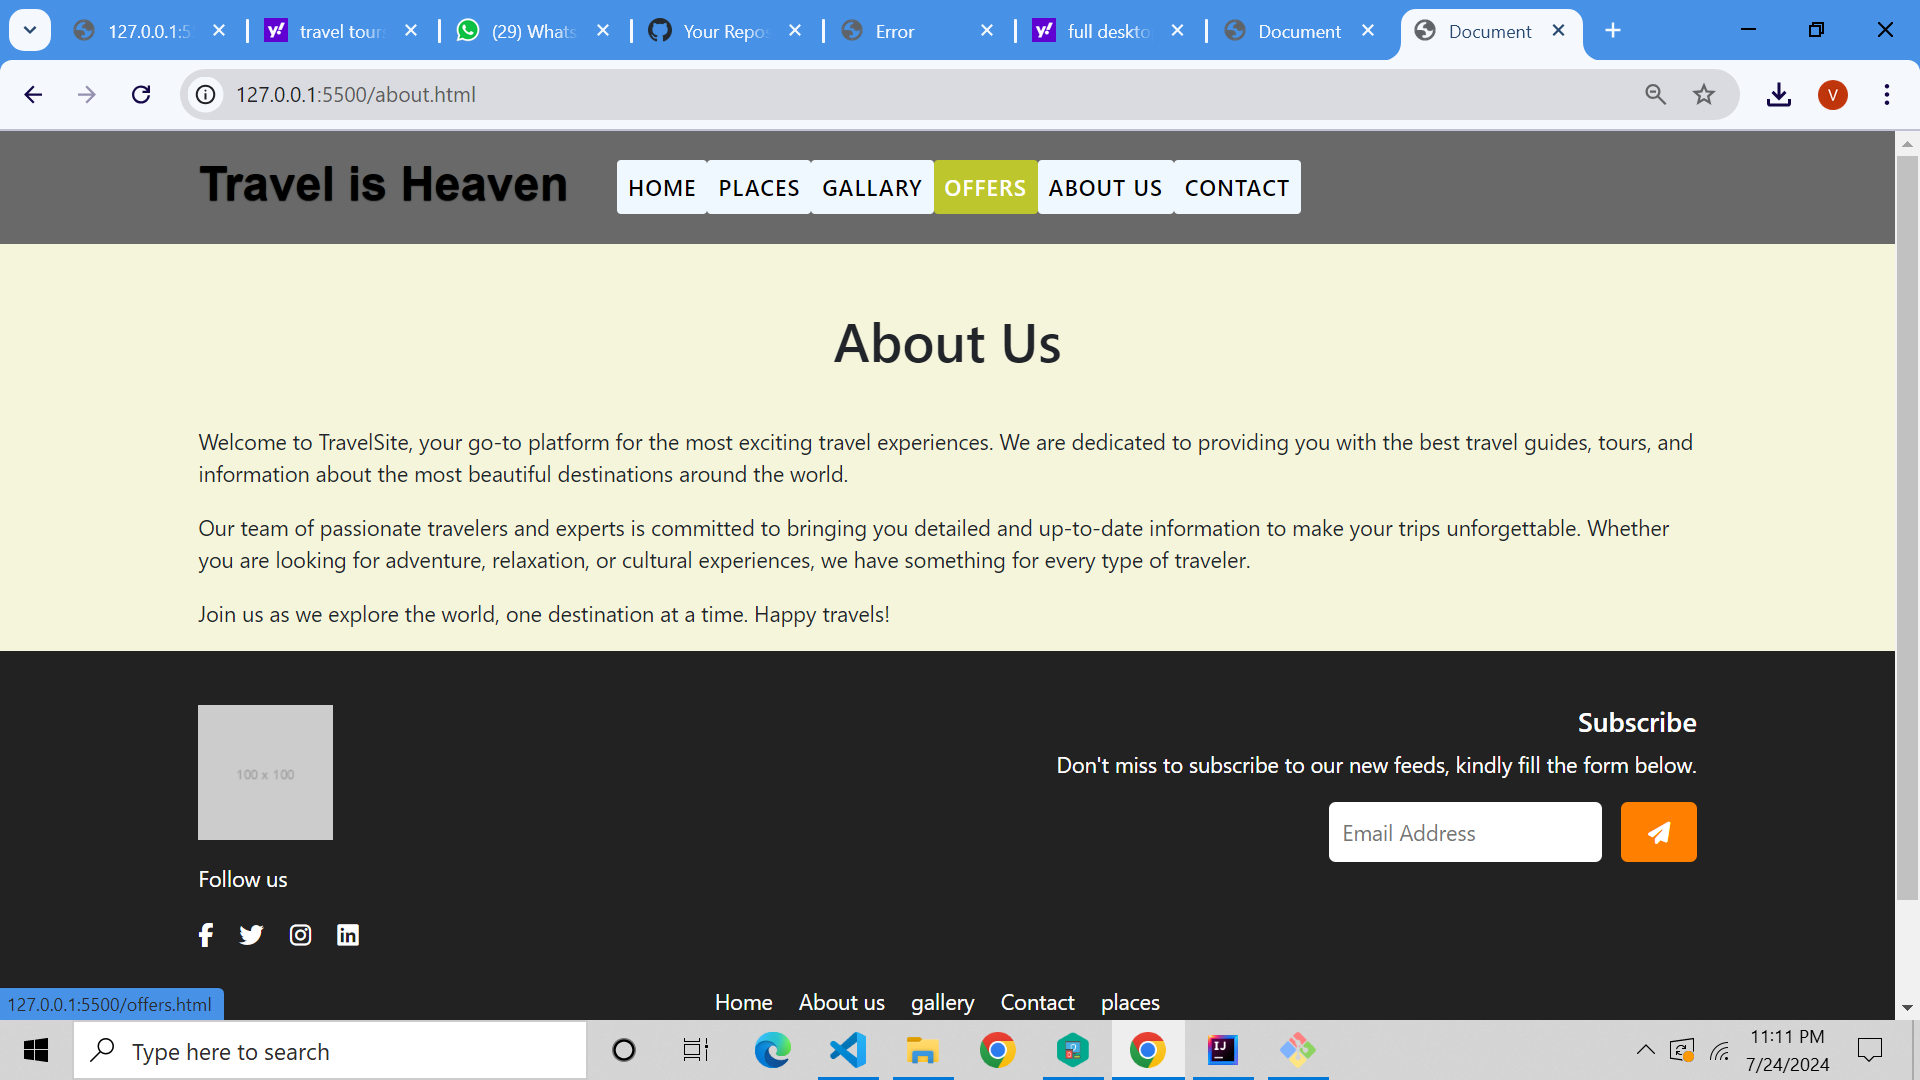 127.0.0.1:5
travel tours
(29) Whats
Your Repos
Error
full deskto
Document
Document
127.0.0.1:5500/about.html
V
Travel is Heaven
HOME
PLACES
GALLARY
OFFERS
ABOUT US
CONTACT
About Us
Welcome to TravelSite, your go-to platform for the most exciting travel experiences. We are dedicated to providing you with the best travel guides, tours, and
information about the most beautiful destinations around the world.
Our team of passionate travelers and experts is committed to bringing you detailed and up-to-date information to make your trips unforgettable. Whether
you are looking for adventure, relaxation, or cultural experiences, we have something for every type of traveler.
Join us as we explore the world, one destination at a time. Happy travels!
100 x 100
Subscribe
Don't miss to subscribe to our new feeds, kindly fill the form below.
Email Address
Follow us
Home
About us
gallery
Contact
places
127.0.0.1:5500/offers.html
Type here to search
IJ
11:11 PM
7/24/2024